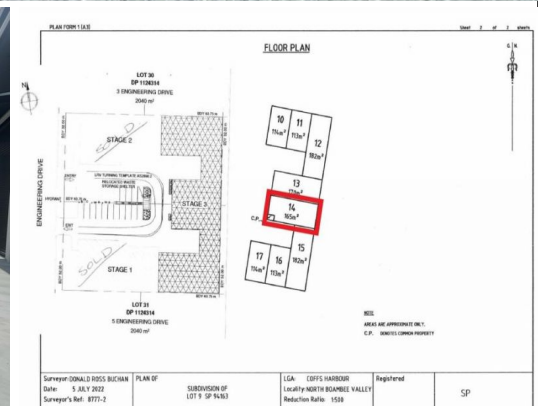 PLAN FORM 1 (A3)
Sheet 2 of 2 sheets
FLOOR PLAN
G N
N
LOT 30
DP 1124314
3 ENGINEERING DRIVE
2040 m²
STAGE 2
SOLD
ENGINEERING DRIVE
STAGE 3
STAGE 1
SOLD
LOT 31
DP 1124314
5 ENGINEERING DRIVE
2040 m²
10
114m²
11
113m²
12
182m²
13
14
165m²
C.P.
15
182m²
17
114m²
16
113m²
NOTE
AREAS ARE APPROXIMATE ONLY.
C.P. DENOTES COMMON PROPERTY
Surveyor: DONALD ROSS BUCHAN
Date: 5 JULY 2022
Surveyor's Ref: 8777-2
PLAN OF
SUBDIVISION OF
LOT 9 SP 94163
LGA: COFFS HARBOUR
Locality: NORTH BOAMBEE VALLEY
Reduction Ratio: 1:500
Registered
SP